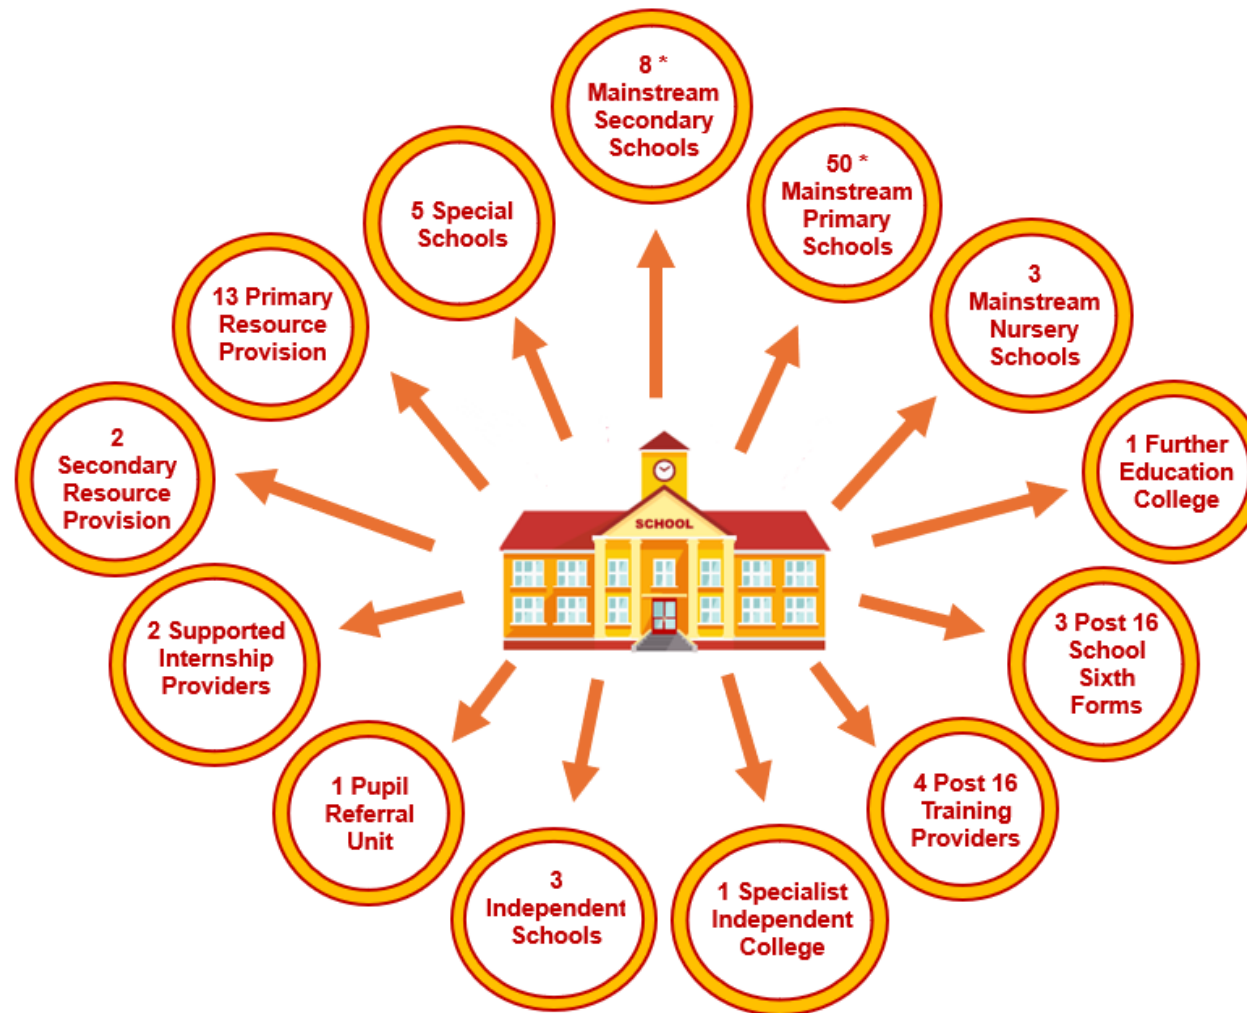 8 *
Mainstream
Secondary
Schools
50 *
Mainstream
Primary
Schools
3
Mainstream
Nursery
Schools
1 Further
Education
College
3 Post 16
School
Sixth
Forms
4 Post 16
Training
Providers
1 Specialist
Independent
College
3
Independent
Schools
1 Pupil
Referral
Unit
2 Supported
Internship
Providers
2
Secondary
Resource
Provision
13 Primary
Resource
Provision
5 Special
Schools
SCHOOL